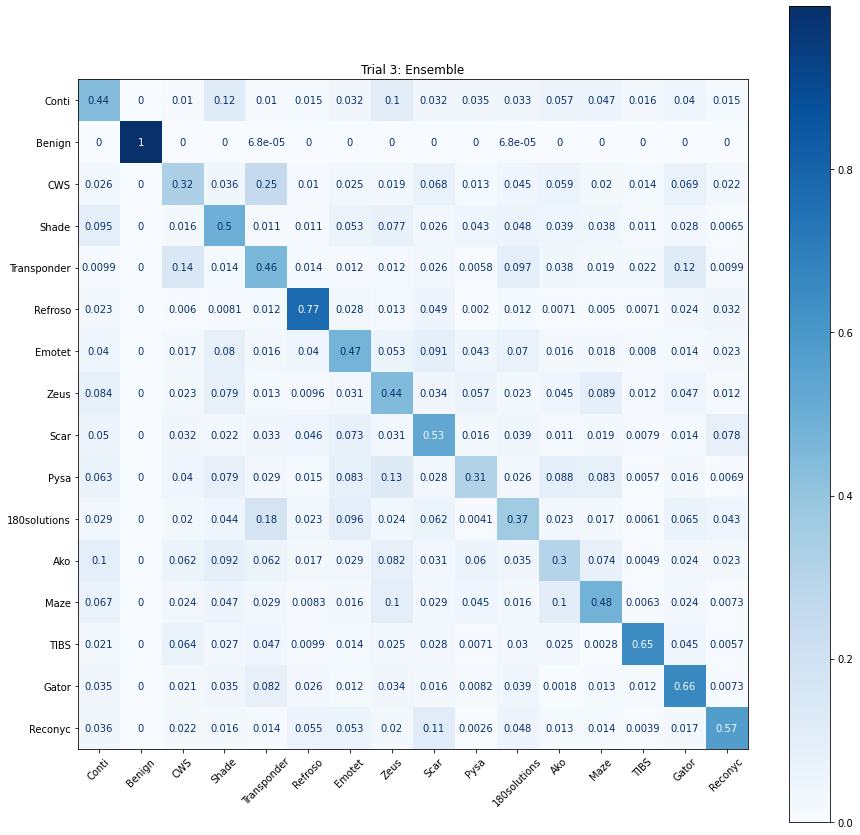 Trial 3: Ensemble
Conti 0.44 0 0.01 0.12 0.01 0.015 0.032 0.1 0.032 0.035 0.033 0.057 0.047 0.016 0.04 0.015
Benign 0 1 0 0 6.8e-05 0 0 0 0 0 6.8e-05 0 0 0 0 0
CWS 0.026 0 0.32 0.036 0.25 0.01 0.025 0.019 0.068 0.013 0.045 0.059 0.02 0.014 0.069 0.022
Shade 0.095 0 0.016 0.5 0.011 0.011 0.053 0.077 0.026 0.043 0.048 0.039 0.038 0.011 0.028 0.0065
Transponder 0.0099 0 0.14 0.014 0.46 0.014 0.012 0.012 0.026 0.0058 0.097 0.038 0.019 0.022 0.12 0.0099
Refroso 0.023 0 0.006 0.0081 0.012 0.77 0.028 0.013 0.049 0.002 0.012 0.0071 0.005 0.0071 0.024 0.032
Emotet 0.04 0 0.017 0.08 0.016 0.04 0.47 0.053 0.091 0.043 0.07 0.016 0.018 0.008 0.014 0.023
Zeus 0.084 0 0.023 0.079 0.013 0.0096 0.031 0.44 0.034 0.057 0.023 0.045 0.089 0.012 0.047 0.012
Scar 0.05 0 0.032 0.022 0.033 0.046 0.073 0.031 0.53 0.016 0.039 0.011 0.019 0.0079 0.014 0.078
Pysa 0.063 0 0.04 0.079 0.029 0.015 0.083 0.13 0.028 0.31 0.026 0.088 0.083 0.0057 0.016 0.0069
180solutions 0.029 0 0.02 0.044 0.18 0.023 0.096 0.024 0.062 0.0041 0.37 0.023 0.017 0.0061 0.065 0.043
Ako 0.1 0 0.062 0.092 0.062 0.017 0.029 0.082 0.031 0.06 0.035 0.3 0.074 0.0049 0.024 0.023
Maze 0.067 0 0.024 0.047 0.029 0.0083 0.016 0.1 0.029 0.045 0.016 0.1 0.48 0.0063 0.024 0.0073
TIBS 0.021 0 0.064 0.027 0.047 0.0099 0.014 0.025 0.028 0.0071 0.03 0.025 0.0028 0.65 0.045 0.0057
Gator 0.035 0 0.021 0.035 0.082 0.026 0.012 0.034 0.016 0.0082 0.039 0.0018 0.013 0.012 0.66 0.0073
Reconyc 0.036 0 0.022 0.016 0.014 0.055 0.053 0.02 0.11 0.0026 0.048 0.013 0.014 0.0039 0.017 0.57
Conti Benign CWS Shade Transponder Refroso Emotet Zeus Scar Pysa 180solutions Ako Maze TIBS Gator Reconyc
0.8
0.6
0.4
0.2
0.0